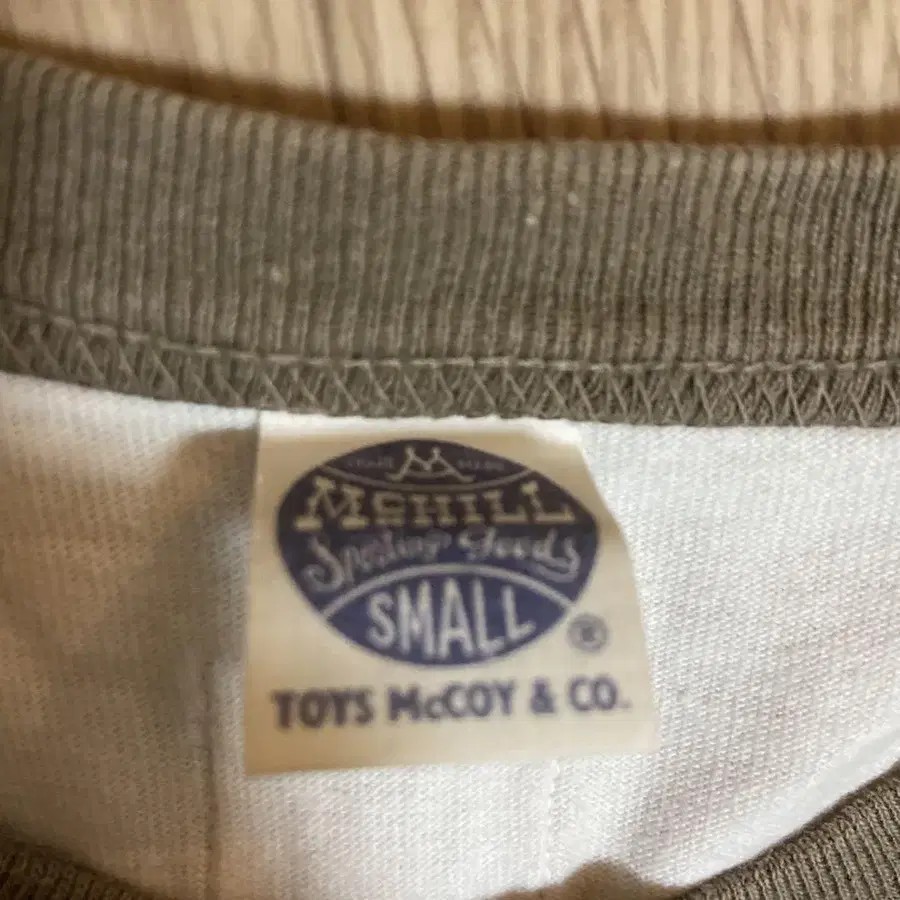 McHILL
Sporting Goods
SMALL
®
TOYS McCOY & CO.